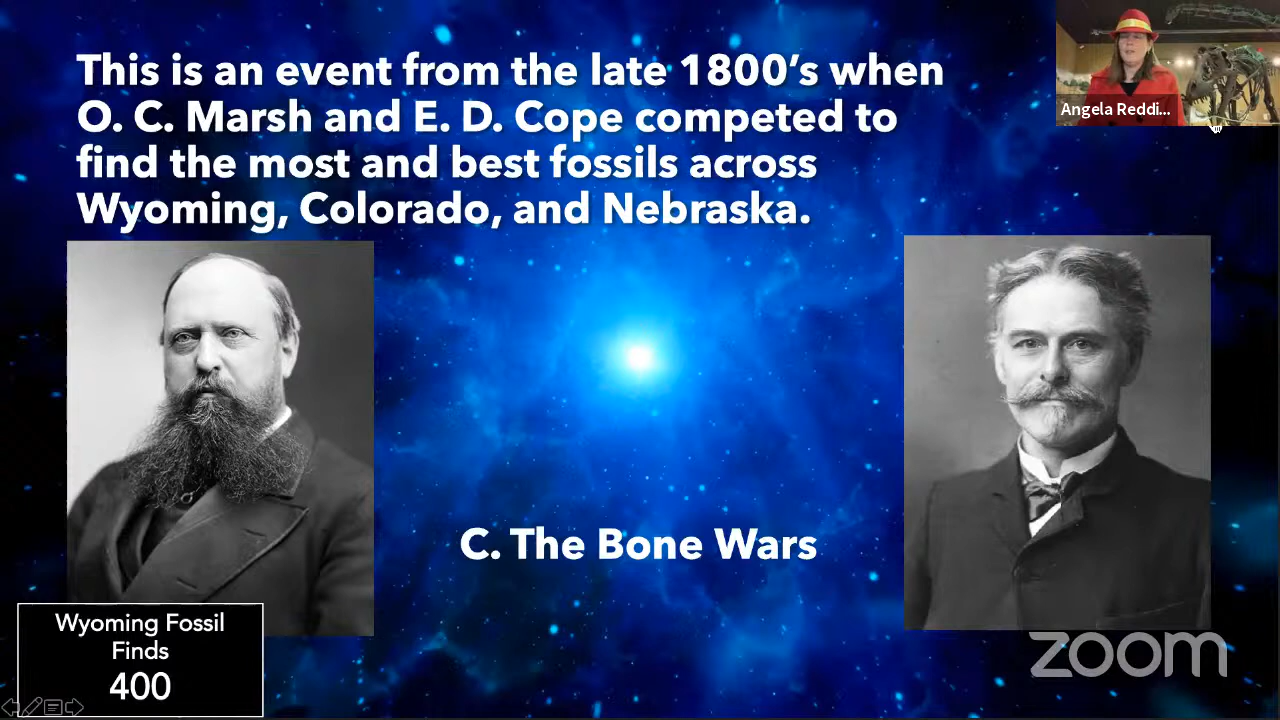 This is an event from the late 1800's when
O. C. Marsh and E. D. Cope competed to
find the most and best fossils across
Wyoming, Colorado, and Nebraska.
Angela Reddi...
C. The Bone Wars
Wyoming Fossil
Finds
400
zoom